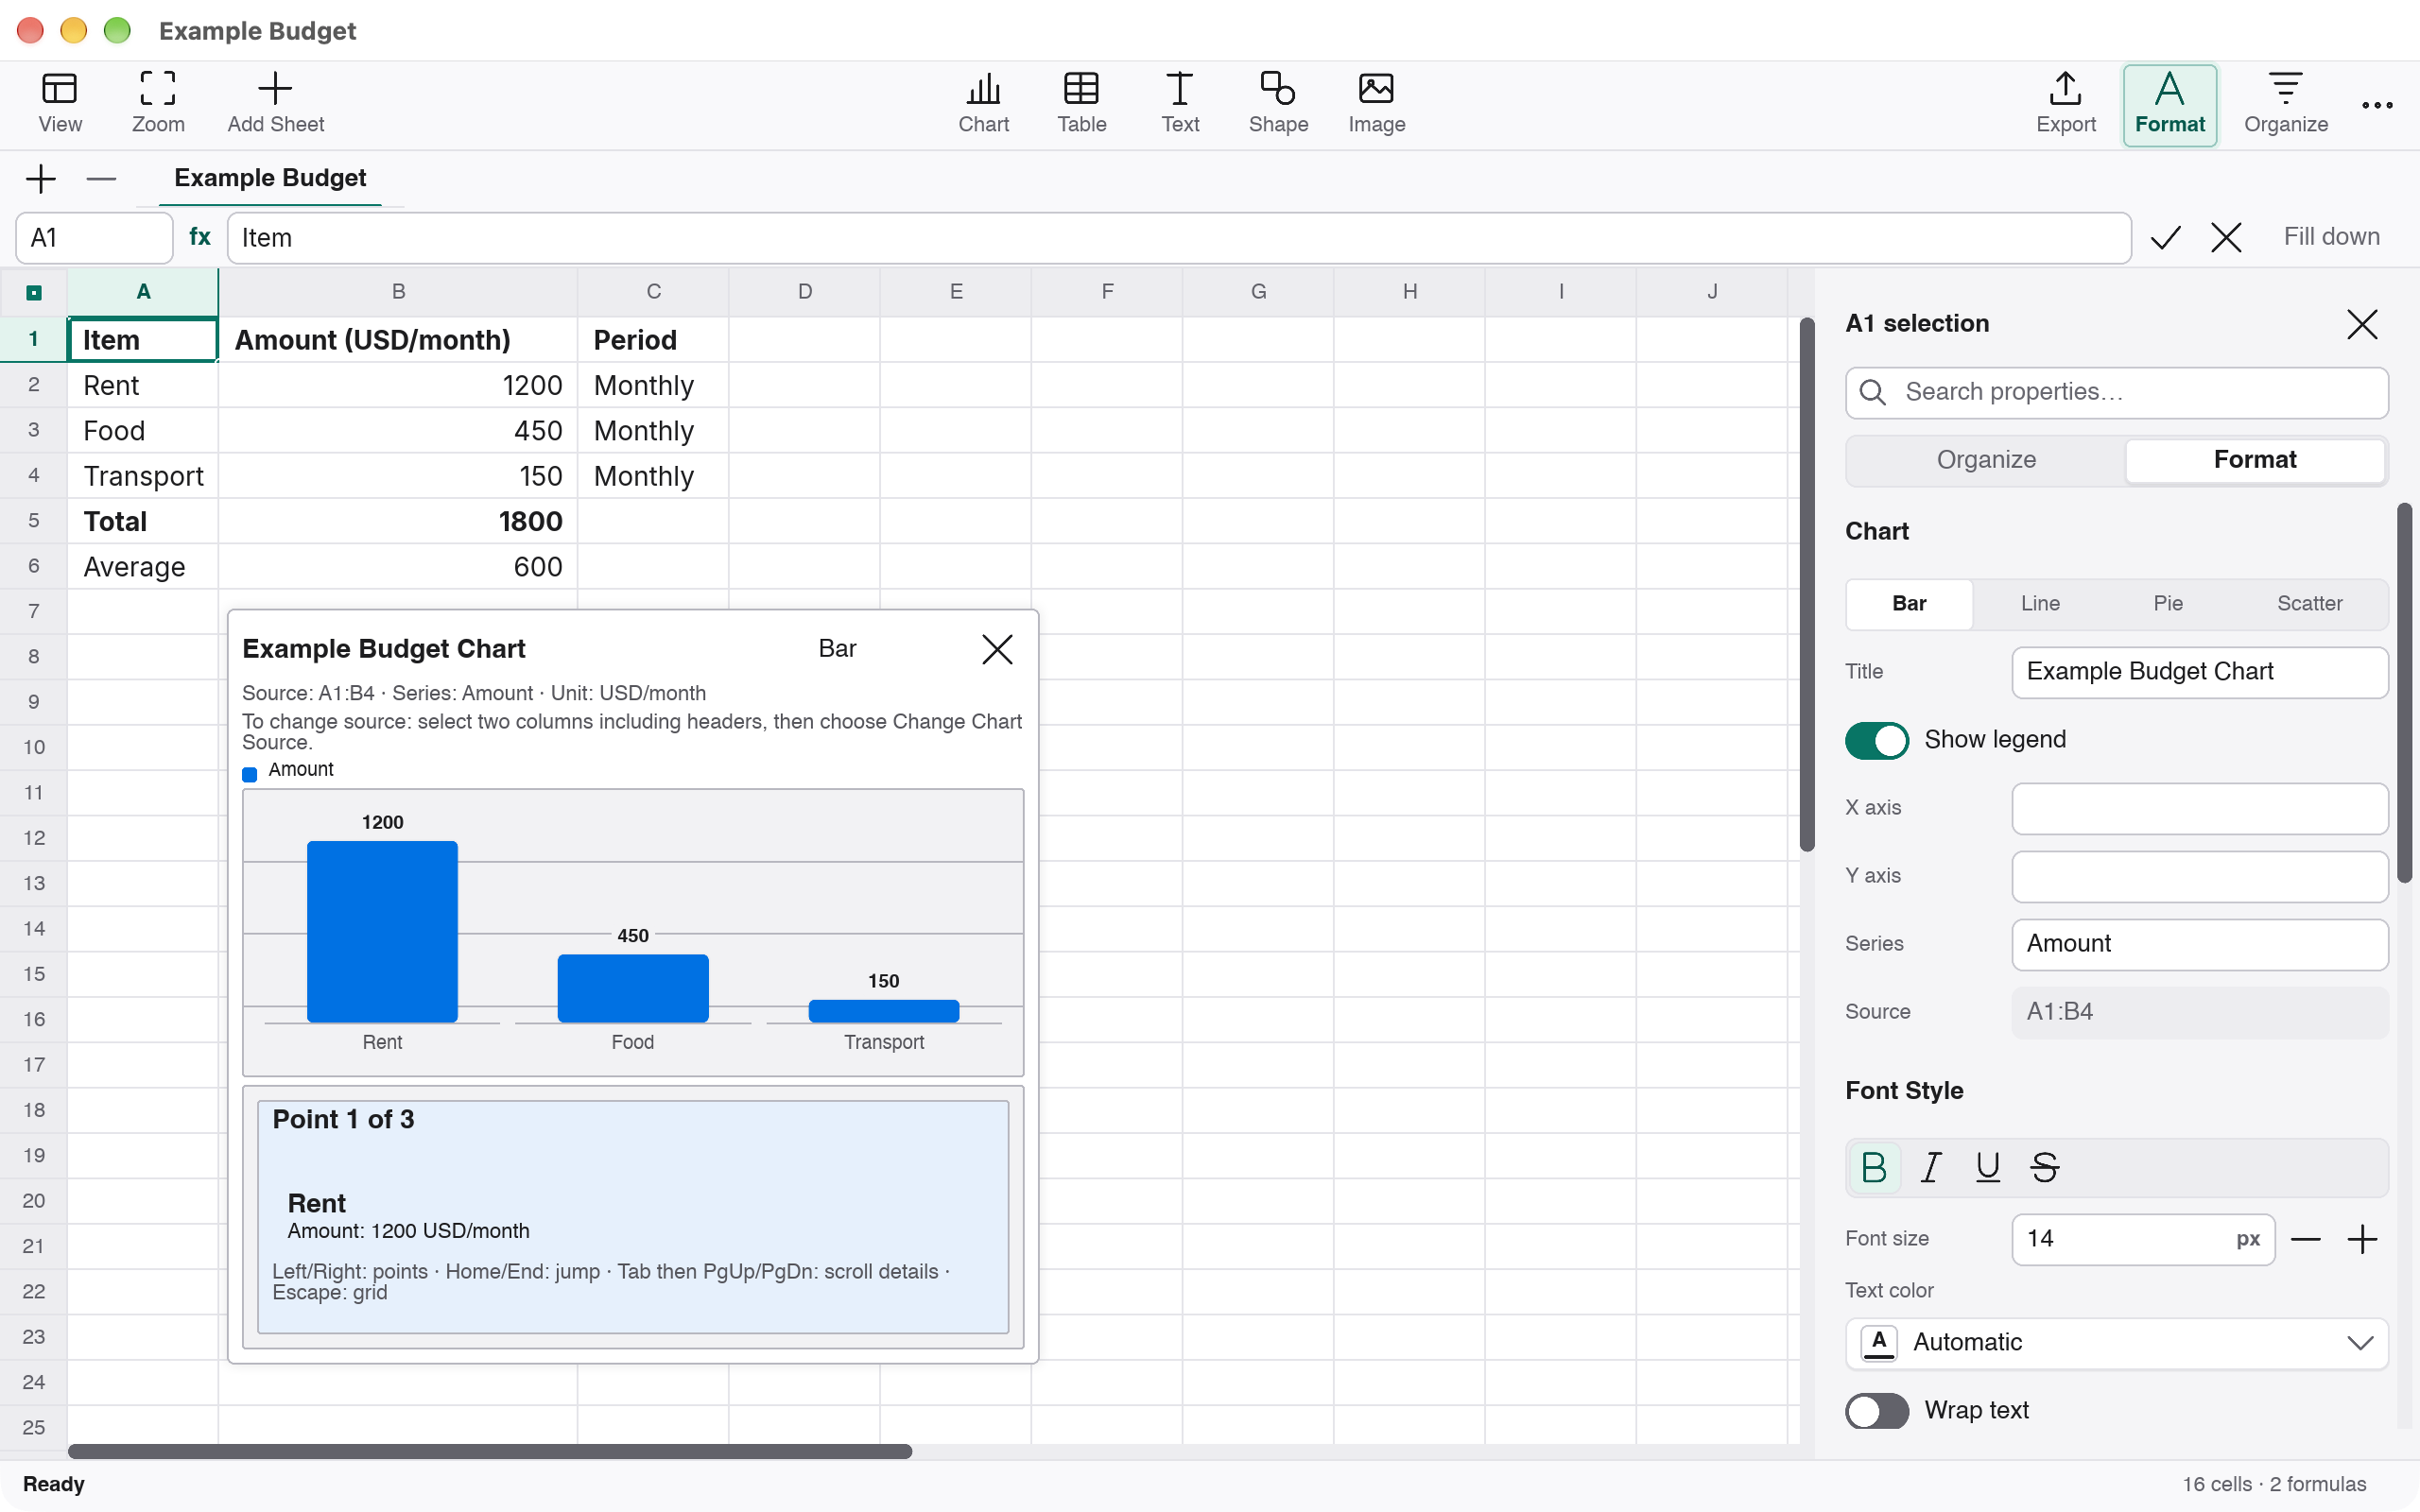 Example Budget
View Zoom Add Sheet Chart Table Text Shape Image Export Format Organize
Example Budget
A1 fx Item Fill down
A B C D E F G H I J
1 Item Amount (USD/month) Period
2 Rent 1200 Monthly
3 Food 450 Monthly
4 Transport 150 Monthly
5 Total 1800
6 Average 600
7
8
9
10
11
12
13
14
15
16
17
18
19
20
21
22
23
24
25
Example Budget Chart Bar
Source: A1:B4 · Series: Amount · Unit: USD/month
To change source: select two columns including headers, then choose Change Chart
Source.
Amount
1200
450
150
Rent Food Transport
Point 1 of 3
Rent
Amount: 1200 USD/month
Left/Right: points · Home/End: jump · Tab then PgUp/PgDn: scroll details ·
Escape: grid
A1 selection
Search properties…
Organize Format
Chart
Bar Line Pie Scatter
Title Example Budget Chart
Show legend
X axis
Y axis
Series Amount
Source A1:B4
Font Style
B I U S
Font size 14 px
Text color
A Automatic
Wrap text
Ready 16 cells · 2 formulas